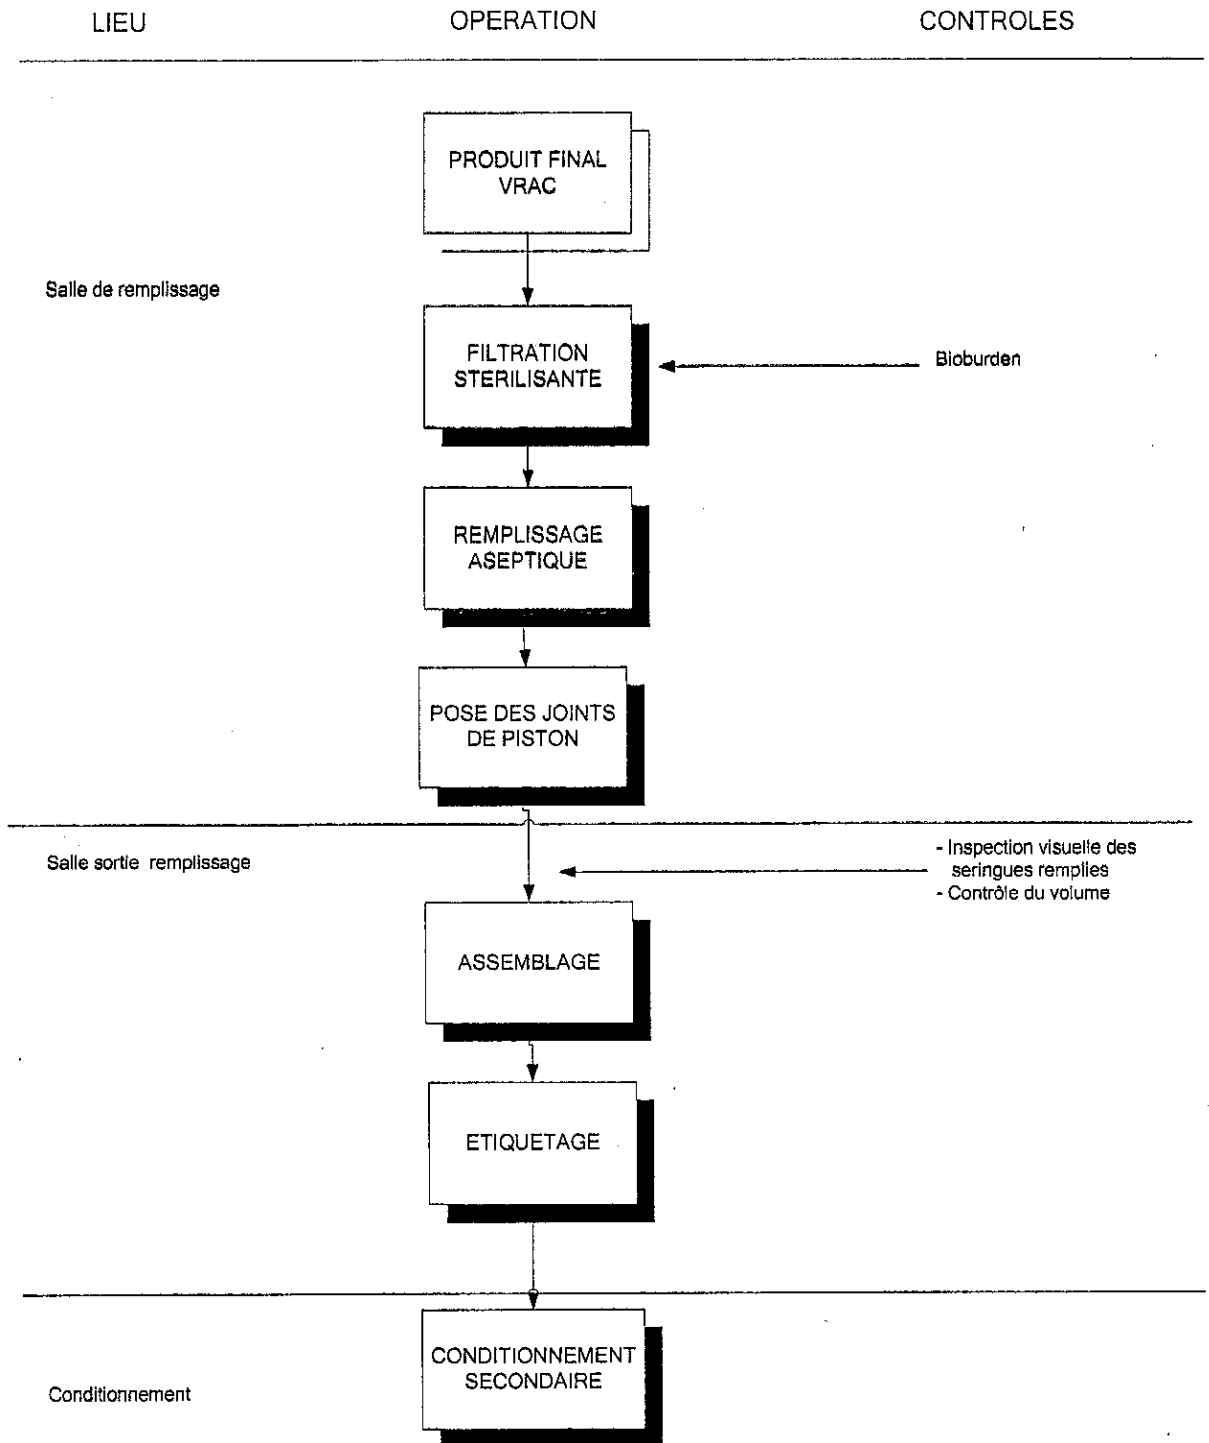 LIEU OPERATION CONTROLES
PRODUIT FINAL
VRAC
Salle de remplissage
FILTRATION
STERILISANTE
Bioburden
REMPLISSAGE
ASEPTIQUE
POSE DES JOINTS
DE PISTON
Salle sortie remplissage
- Inspection visuelle des
seringues remplies
- Contrôle du volume
ASSEMBLAGE
ETIQUETAGE
CONDITIONNEMENT
SECONDAIRE
Conditionnement